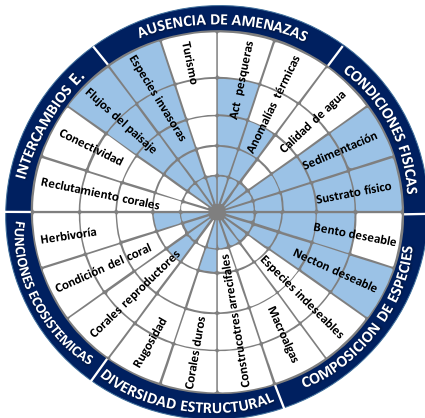 AUSENCIA DE AMENAZAS
CONDICIONES FISICAS
COMPOSICION DE ESPECIES
DIVERSIDAD ESTRUCTURAL
FUNCIONES ECOSISTEMICAS
INTERCAMBIOS E.
Turismo
Act pesqueras
Anomalías térmicas
Calidad de agua
Sedimentación
Sustrato físico
Bento deseable
Necton deseable
Especies indeseables
Macroalgas
Construcotres arrecifales
Corales duros
Rugosidad
Corales reproductores
Condición del coral
Herbivoría
Reclutamiento corales
Conectividad
Flujos del paisaje
Especies invasoras